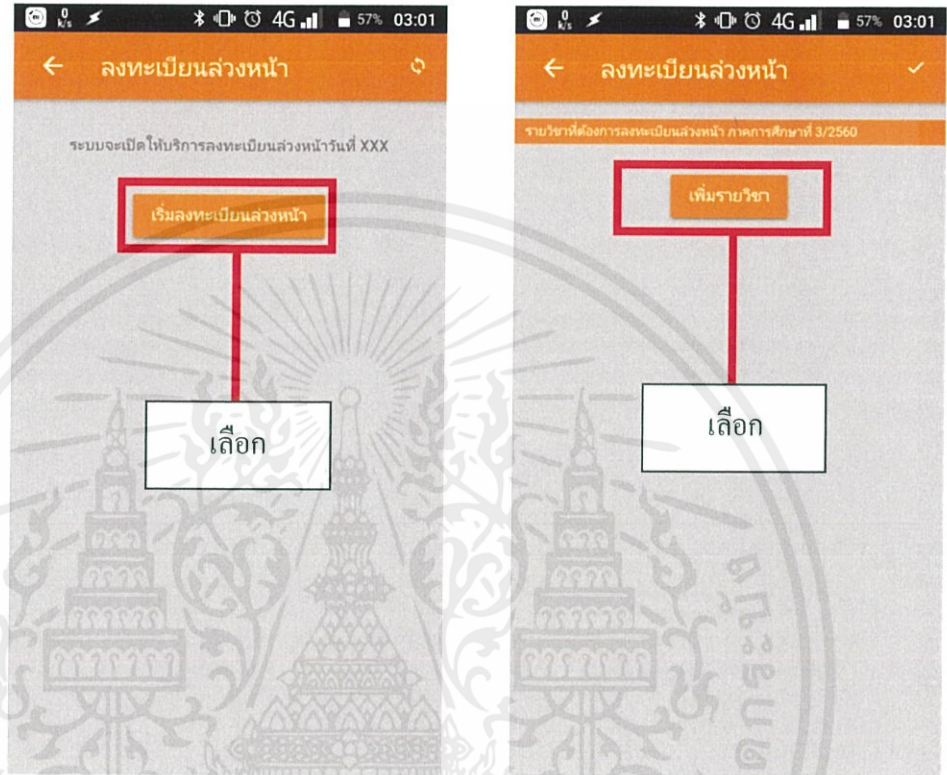 0 k/s 4G 57% 03:01
ลงทะเบียนล่วงหน้า
ระบบจะเปิดให้บริการลงทะเบียนล่วงหน้าวันที่ XXX
เริ่มลงทะเบียนล่วงหน้า
เลือก
0 k/s 4G 57% 03:01
ลงทะเบียนล่วงหน้า
รายวิชาที่ต้องการลงทะเบียนล่วงหน้า ภาคการศึกษาที่ 3/2560
เพิ่มรายวิชา
เลือก